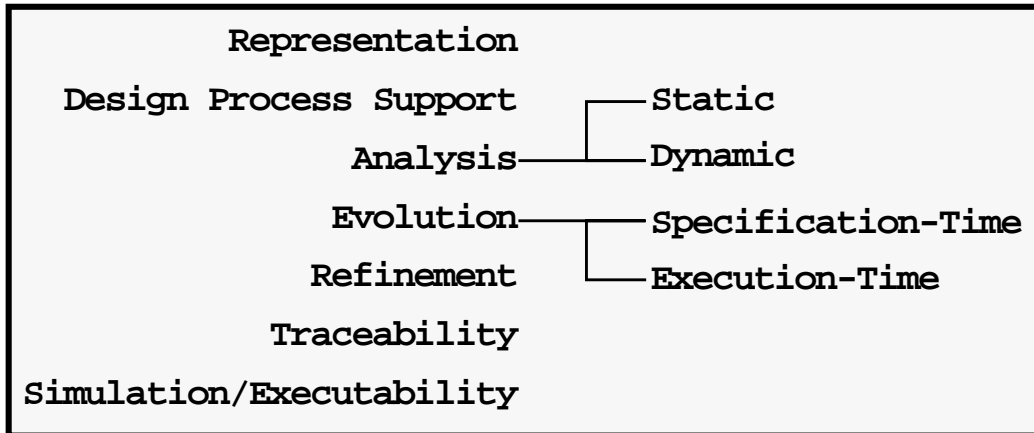 Representation
Design Process Support
Static
Analysis
Dynamic
Evolution
Specification-Time
Refinement
Execution-Time
Traceability
Simulation/Executability